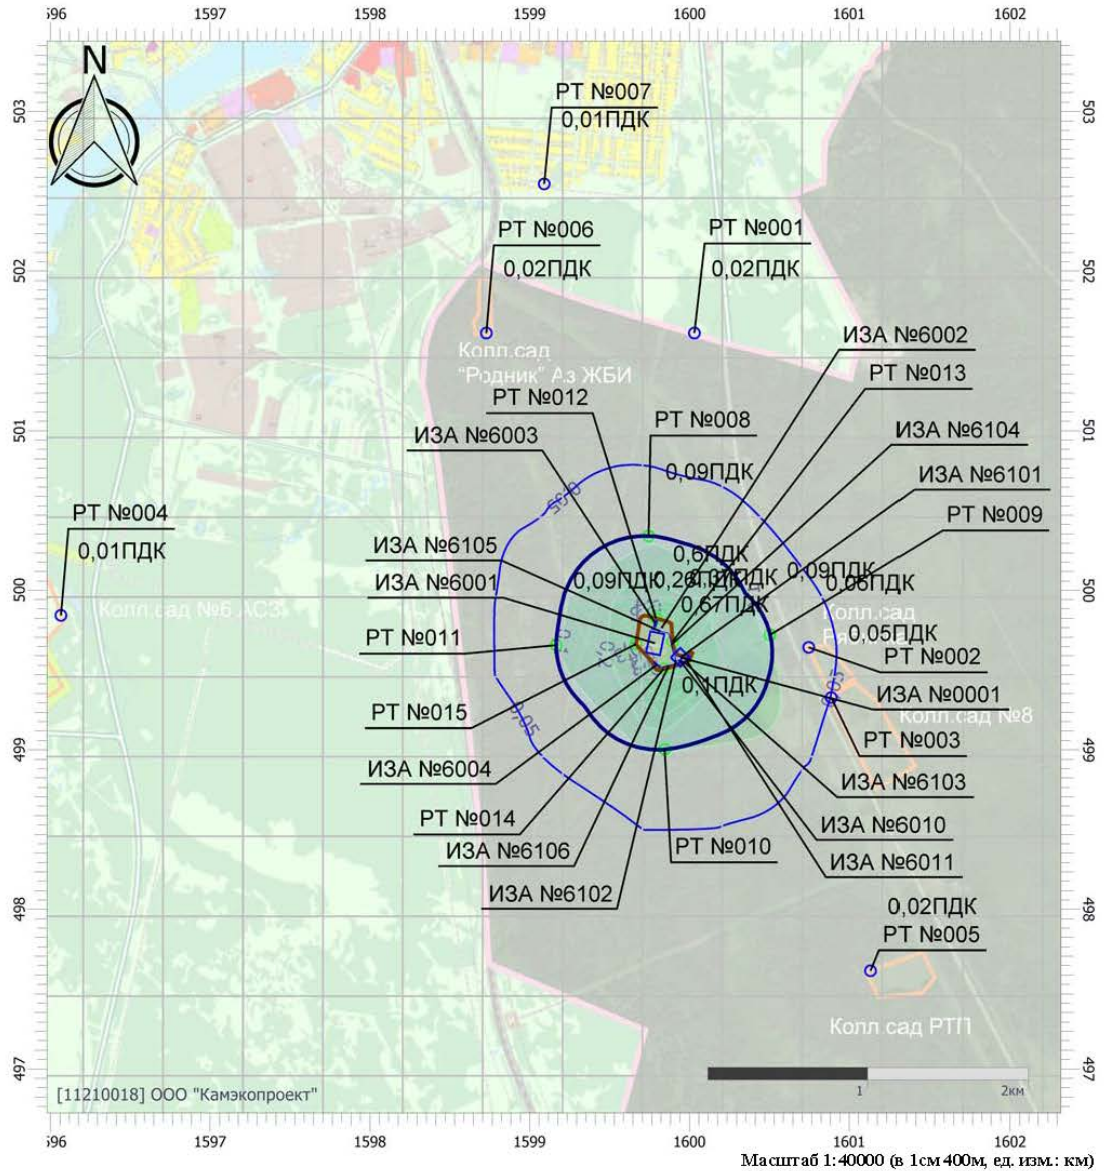 596 1597 1598 1599 1600 1601 1602
N
503 503
РТ №007
0,01ПДК
РТ №006
0,02ПДК
РТ №001
0,02ПДК
502 502
ИЗА №6002
Колл.сад
"Родник" Аз ЖБИ
РТ №013
РТ №012
РТ №008
ИЗА №6003
ИЗА №6104
501 501
0,09ПДК
ИЗА №6101
0,05
РТ №004
РТ №009
0,01ПДК
ИЗА №6105
0,6ПДК
ИЗА №6001
0,09ПДК
0,09ПДК
0,06ПДК
500 500
0,67ПДК
Колл.сад №6 АСЗ
Колл.сад
РТ №011
0,05ПДК
РТ №002
0,1ПДК
ИЗА №0001
РТ №015
0,05
Колл.сад №8
499 499
РТ №003
ИЗА №6004
ИЗА №6103
РТ №014
ИЗА №6010
ИЗА №6106
РТ №010
ИЗА №6011
ИЗА №6102
498 498
0,02ПДК
РТ №005
Колл.сад РТП
497 497
[11210018] ООО "Камэкопроект"
1 2км
596 1597 1598 1599 1600 1601 1602
Масштаб 1:40000 (в 1см 400м, ед. изм.: км)